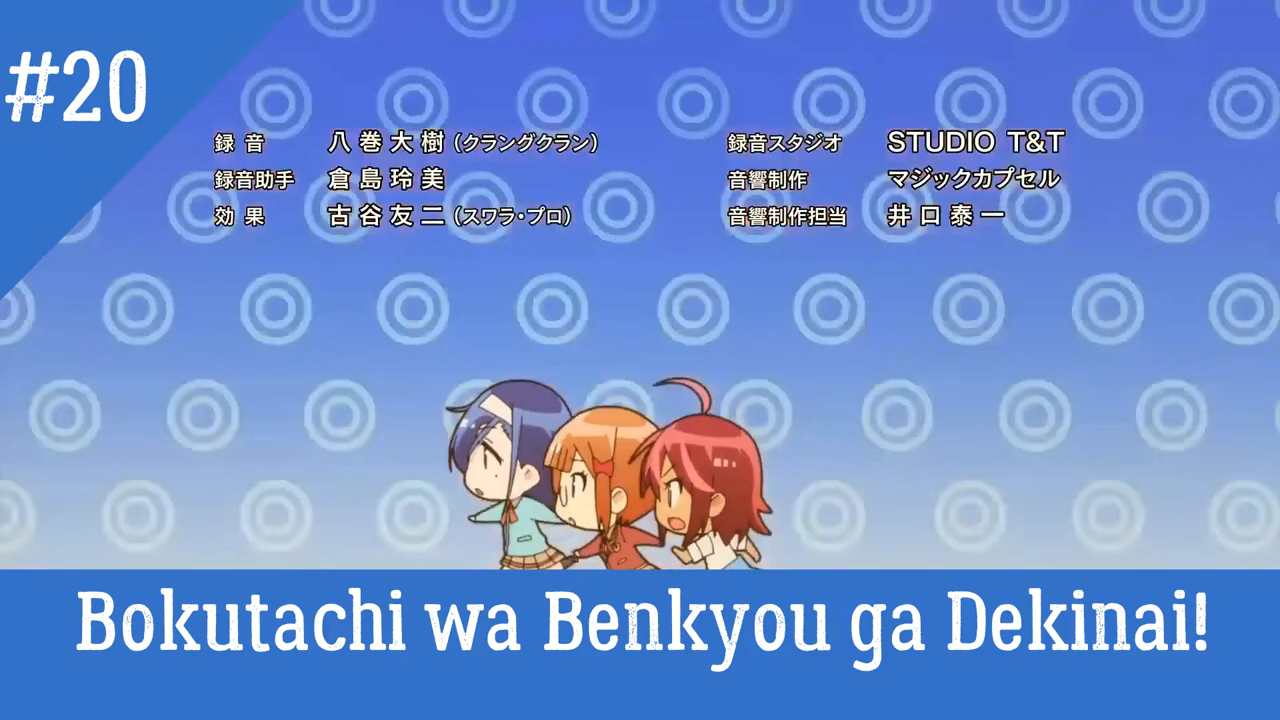 #20
録音 八巻大樹(クラングクラン)
録音助手 倉島玲美
効果 古谷友二(スワラ・プロ)
録音スタジオ STUDIO T&T
音響制作 マジックカプセル
音響制作担当 井口泰一
Bokutachi wa Benkyou ga Dekinai!